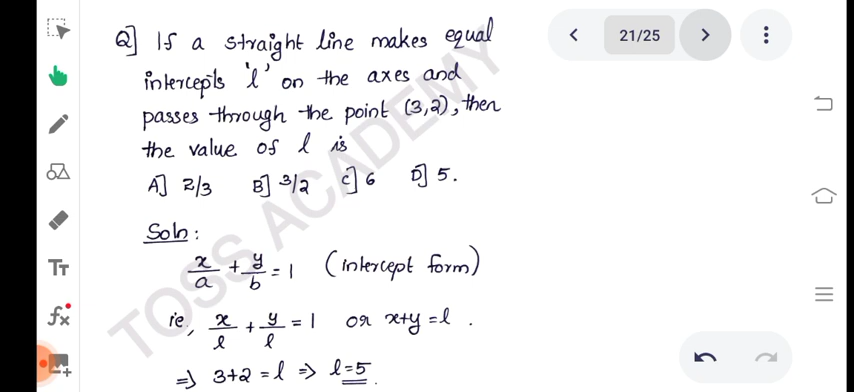 Q] If a straight line makes equal
intercepts 'l' on the axes and
passes through the point (3,2), then
the value of l is
A] 2/3 B] 3/2 C] 6 D] 5.
Soln:
x/a + y/b = 1 (intercept form)
ie, x/l + y/l = 1 or x+y = l.
⇒ 3+2 = l ⇒ l=5.
TOSS ACADEMY
21/25
TT
fx